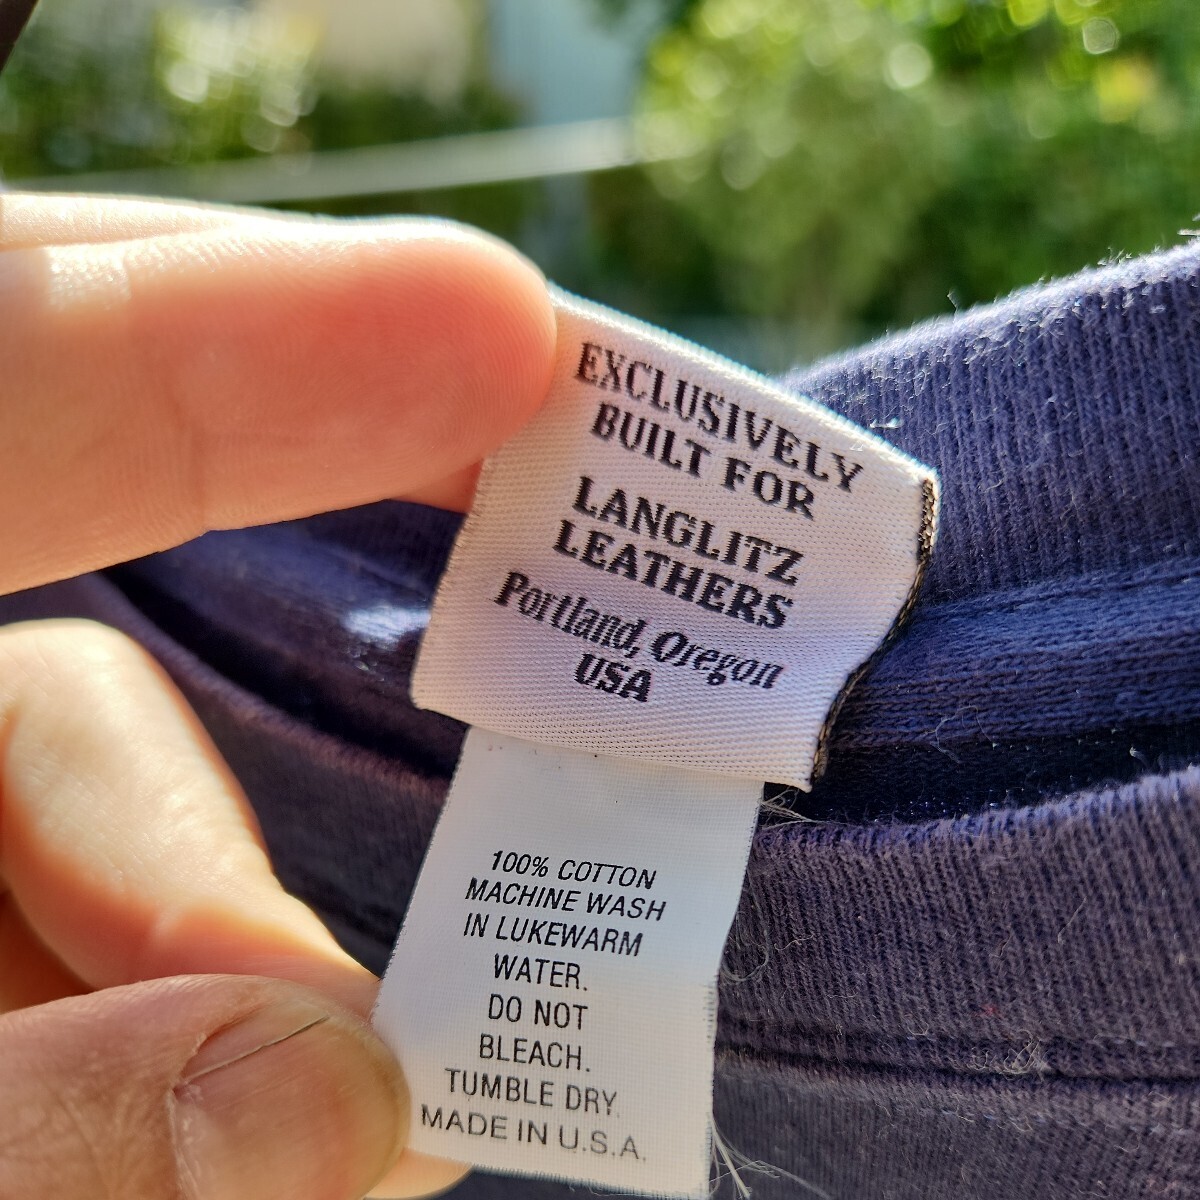 EXCLUSIVELY
BUILT FOR
LANGLITZ
LEATHERS
Portland, Oregon
USA
100% COTTON
MACHINE WASH
IN LUKEWARM
WATER.
DO NOT
BLEACH.
TUMBLE DRY.
MADE IN U.S.A.